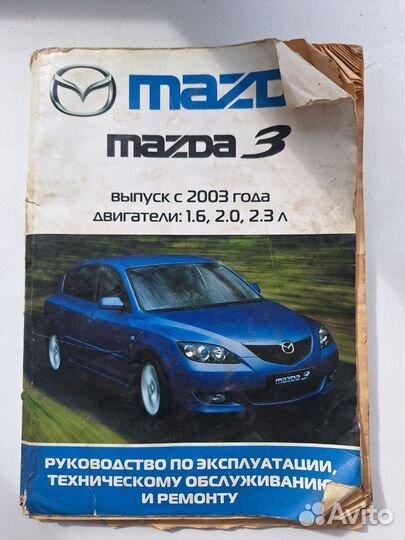 mazd
mazda 3
выпуск с 2003 года
двигатели: 1.6, 2.0, 2.3 л
mazda 3
РУКОВОДСТВО ПО ЭКСПЛУАТАЦИИ,
ТЕХНИЧЕСКОМУ ОБСЛУЖИВАНИЮ
И РЕМОНТУ
Avito